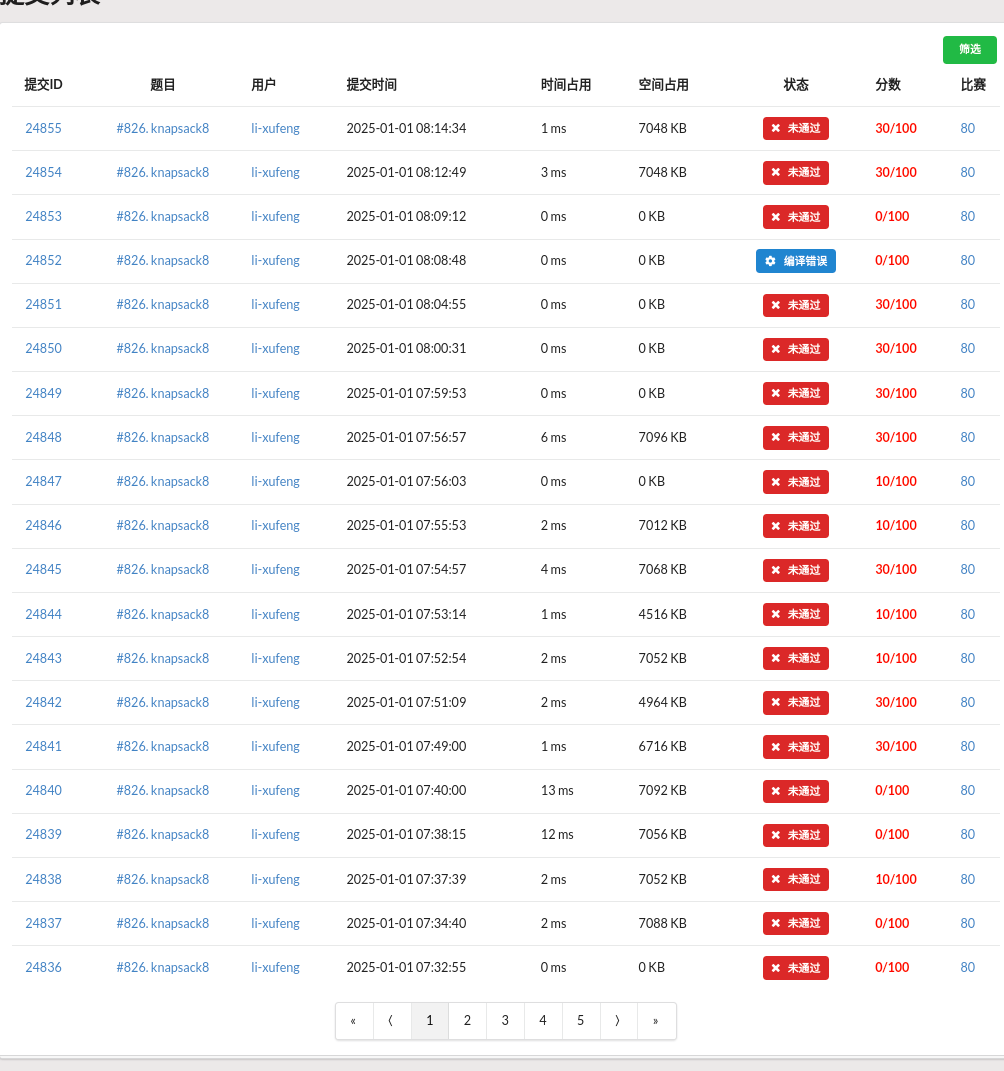 提交列表
筛选
提交ID 题目 用户 提交时间 时间占用 空间占用 状态 分数 比赛
24855 #826. knapsack8 li-xufeng 2025-01-01 08:14:34 1 ms 7048 KB 未通过 30/100 80
24854 #826. knapsack8 li-xufeng 2025-01-01 08:12:49 3 ms 7048 KB 未通过 30/100 80
24853 #826. knapsack8 li-xufeng 2025-01-01 08:09:12 0 ms 0 KB 未通过 0/100 80
24852 #826. knapsack8 li-xufeng 2025-01-01 08:08:48 0 ms 0 KB 编译错误 0/100 80
24851 #826. knapsack8 li-xufeng 2025-01-01 08:04:55 0 ms 0 KB 未通过 30/100 80
24850 #826. knapsack8 li-xufeng 2025-01-01 08:00:31 0 ms 0 KB 未通过 30/100 80
24849 #826. knapsack8 li-xufeng 2025-01-01 07:59:53 0 ms 0 KB 未通过 30/100 80
24848 #826. knapsack8 li-xufeng 2025-01-01 07:56:57 6 ms 7096 KB 未通过 30/100 80
24847 #826. knapsack8 li-xufeng 2025-01-01 07:56:03 0 ms 0 KB 未通过 10/100 80
24846 #826. knapsack8 li-xufeng 2025-01-01 07:55:53 2 ms 7012 KB 未通过 10/100 80
24845 #826. knapsack8 li-xufeng 2025-01-01 07:54:57 4 ms 7068 KB 未通过 30/100 80
24844 #826. knapsack8 li-xufeng 2025-01-01 07:53:14 1 ms 4516 KB 未通过 10/100 80
24843 #826. knapsack8 li-xufeng 2025-01-01 07:52:54 2 ms 7052 KB 未通过 10/100 80
24842 #826. knapsack8 li-xufeng 2025-01-01 07:51:09 2 ms 4964 KB 未通过 30/100 80
24841 #826. knapsack8 li-xufeng 2025-01-01 07:49:00 1 ms 6716 KB 未通过 30/100 80
24840 #826. knapsack8 li-xufeng 2025-01-01 07:40:00 13 ms 7092 KB 未通过 0/100 80
24839 #826. knapsack8 li-xufeng 2025-01-01 07:38:15 12 ms 7056 KB 未通过 0/100 80
24838 #826. knapsack8 li-xufeng 2025-01-01 07:37:39 2 ms 7052 KB 未通过 10/100 80
24837 #826. knapsack8 li-xufeng 2025-01-01 07:34:40 2 ms 7088 KB 未通过 0/100 80
24836 #826. knapsack8 li-xufeng 2025-01-01 07:32:55 0 ms 0 KB 未通过 0/100 80
« ⟨ 1 2 3 4 5 ⟩ »